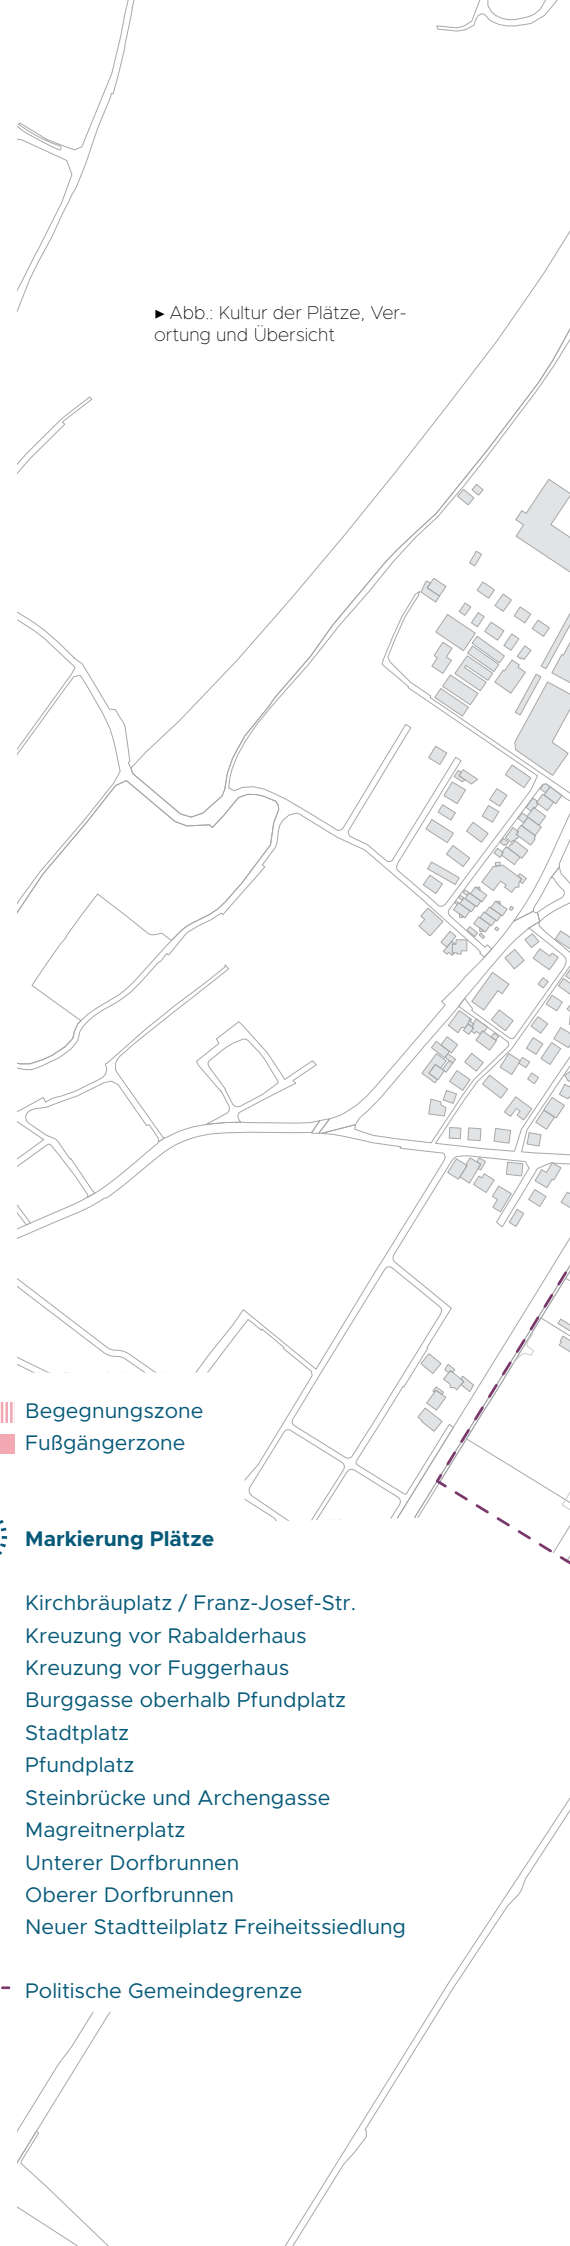 ► Abb.: Kultur der Plätze, Ver-
ortung und Übersicht
Begegnungszone
Fußgängerzone
Markierung Plätze
Kirchbräuplatz / Franz-Josef-Str.
Kreuzung vor Rabalderhaus
Kreuzung vor Fuggerhaus
Burggasse oberhalb Pfundplatz
Stadtplatz
Pfundplatz
Steinbrücke und Archengasse
Magreitnerplatz
Unterer Dorfbrunnen
Oberer Dorfbrunnen
Neuer Stadtteilplatz Freiheitssiedlung
Politische Gemeindegrenze